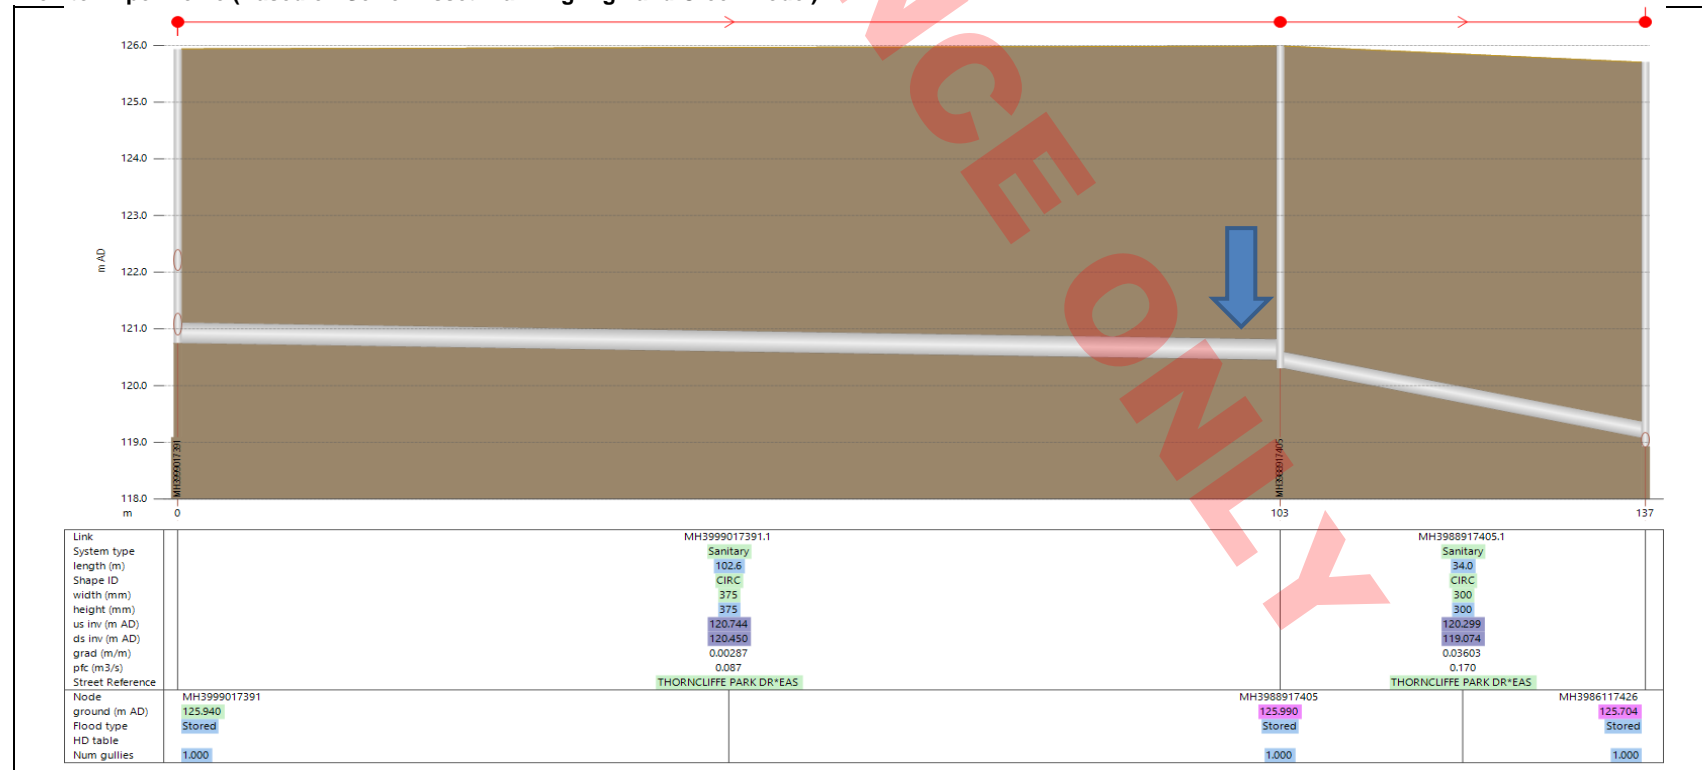 126.0
125.0
124.0
123.0
122.0
121.0
120.0
119.0
118.0
m AD
m 0 103 137
MH3999017391
MH3988917405
NCE ONLY
Link MH3999017391.1 MH3988917405.1
System type Sanitary Sanitary
length (m) 102.6 34.0
Shape ID CIRC CIRC
width (mm) 375 300
height (mm) 375 300
us inv (m AD) 120.744 120.299
ds inv (m AD) 120.450 119.074
grad (m/m) 0.00287 0.03603
pfc (m3/s) 0.087 0.170
Street Reference THORNCLIFFE PARK DR*EAS THORNCLIFFE PARK DR*EAS
Node MH3999017391 MH3988917405 MH3986117426
ground (m AD) 125.940 125.990 125.704
Flood type Stored Stored Stored
HD table
Num gullies 1.000 1.000 1.000